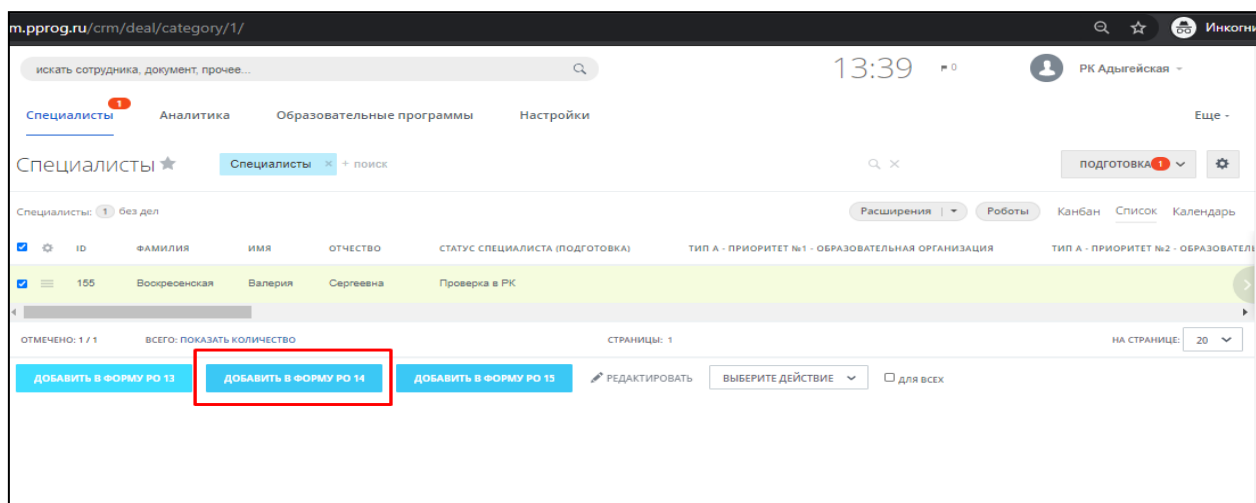 m.pprog.ru/crm/deal/category/1/ Инкогни
искать сотрудника, документ, прочее... 13:39 0 РК Адыгейская
Специалисты 1 Аналитика Образовательные программы Настройки Еще
Специалисты Специалисты × + поиск ПОДГОТОВКА 1
Специалисты: 1 без дел Расширения Роботы Канбан Список Календарь
ID ФАМИЛИЯ ИМЯ ОТЧЕСТВО СТАТУС СПЕЦИАЛИСТА (ПОДГОТОВКА) ТИП А - ПРИОРИТЕТ №1 - ОБРАЗОВАТЕЛЬНАЯ ОРГАНИЗАЦИЯ ТИП А - ПРИОРИТЕТ №2 - ОБРАЗОВАТЕЛЬ
155 Воскресенская Валерия Сергеевна Проверка в РК
ОТМЕЧЕНО: 1 / 1 ВСЕГО: ПОКАЗАТЬ КОЛИЧЕСТВО СТРАНИЦЫ: 1 НА СТРАНИЦЕ: 20
ДОБАВИТЬ В ФОРМУ РО 13 ДОБАВИТЬ В ФОРМУ РО 14 ДОБАВИТЬ В ФОРМУ РО 15 РЕДАКТИРОВАТЬ ВЫБЕРИТЕ ДЕЙСТВИЕ ДЛЯ ВСЕХ